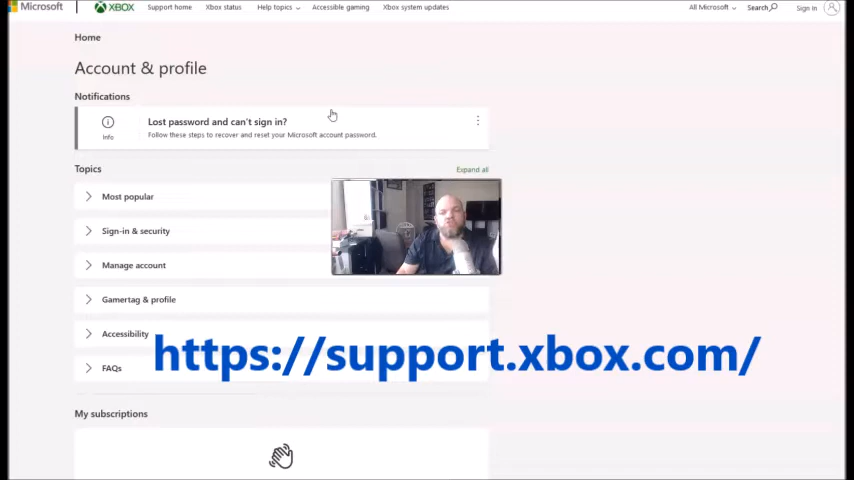 Microsoft XBOX Support home Xbox status Help topics Accessible gaming Xbox system updates All Microsoft Search Sign in
Home
Account & profile
Notifications
Lost password and can't sign in?
Info
Follow these steps to recover and reset your Microsoft account password.
Topics Expand all
Most popular
Sign-in & security
Manage account
Gamertag & profile
Accessibility
https://support.xbox.com/
FAQs
My subscriptions